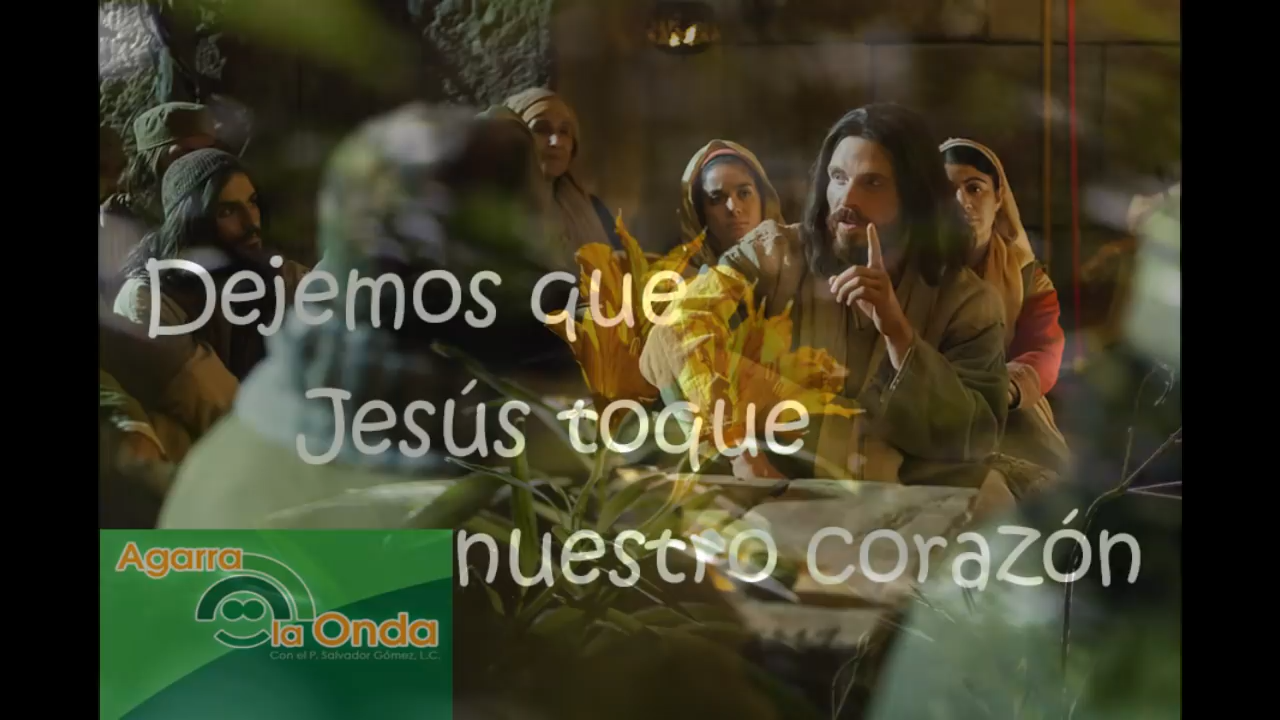 Dejemos que
Jesús toque
nuestro corazón
Agarra
la Onda
Con el P. Salvador Gómez, L.C.